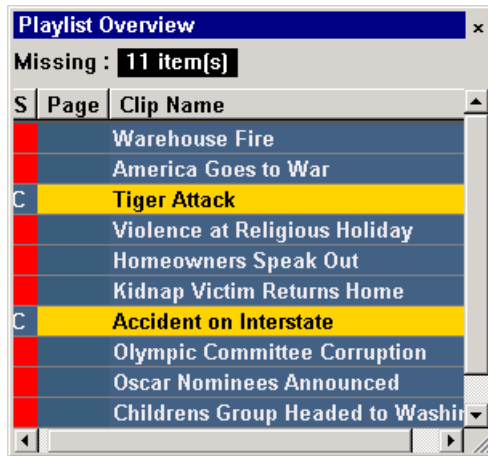 Playlist Overview
Missing : 11 item(s)
S Page Clip Name
Warehouse Fire
America Goes to War
C Tiger Attack
Violence at Religious Holiday
Homeowners Speak Out
Kidnap Victim Returns Home
C Accident on Interstate
Olympic Committee Corruption
Oscar Nominees Announced
Childrens Group Headed to Washin